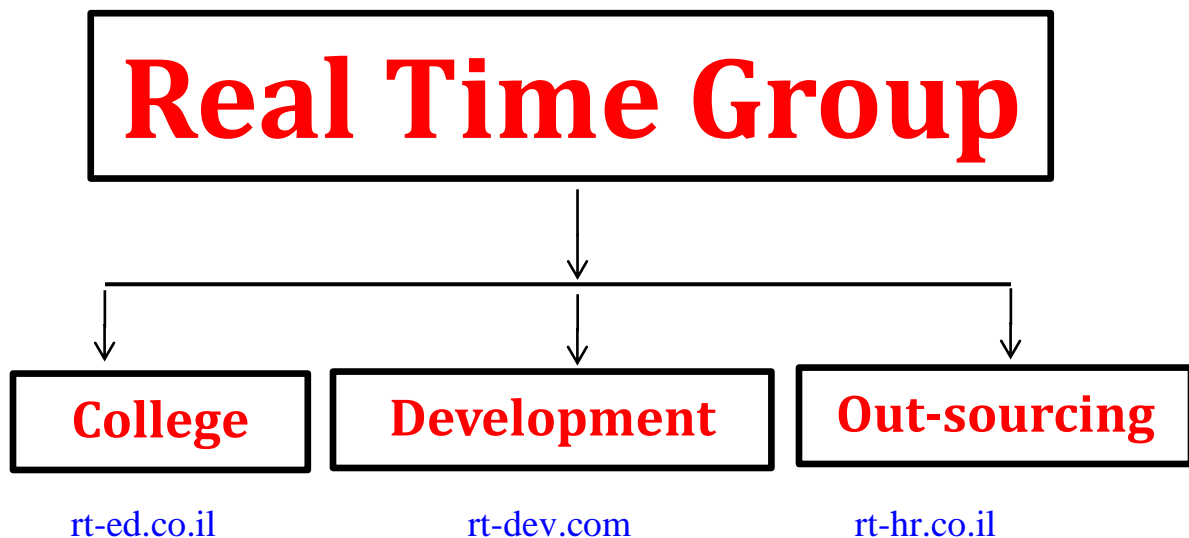 Real Time Group
College
Development
Out-sourcing
rt-ed.co.il
rt-dev.com
rt-hr.co.il